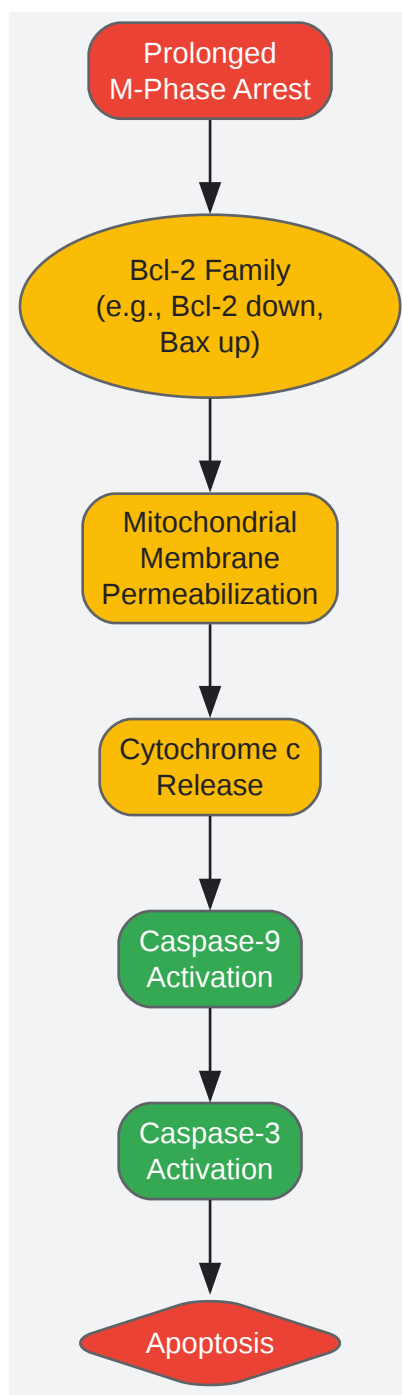 Prolonged
M-Phase Arrest
Bcl-2 Family
(e.g., Bcl-2 down,
Bax up)
Mitochondrial
Membrane
Permeabilization
Cytochrome c
Release
Caspase-9
Activation
Caspase-3
Activation
Apoptosis